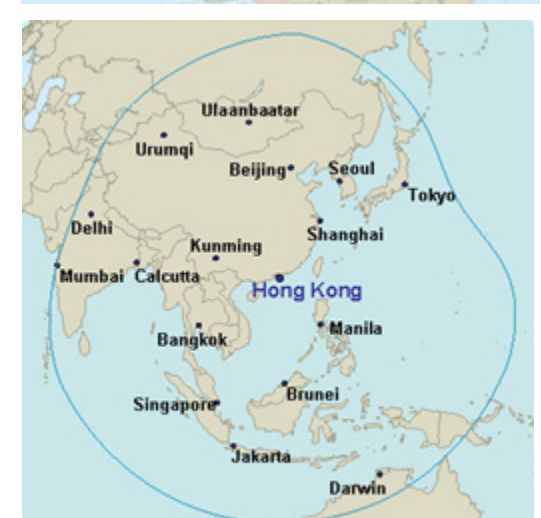 Ulaanbaatar
Urumqi
Beijing
Seoul
Tokyo
Delhi
Shanghai
Kunming
Mumbai
Calcutta
Hong Kong
Manila
Bangkok
Brunei
Singapore
Jakarta
Darwin